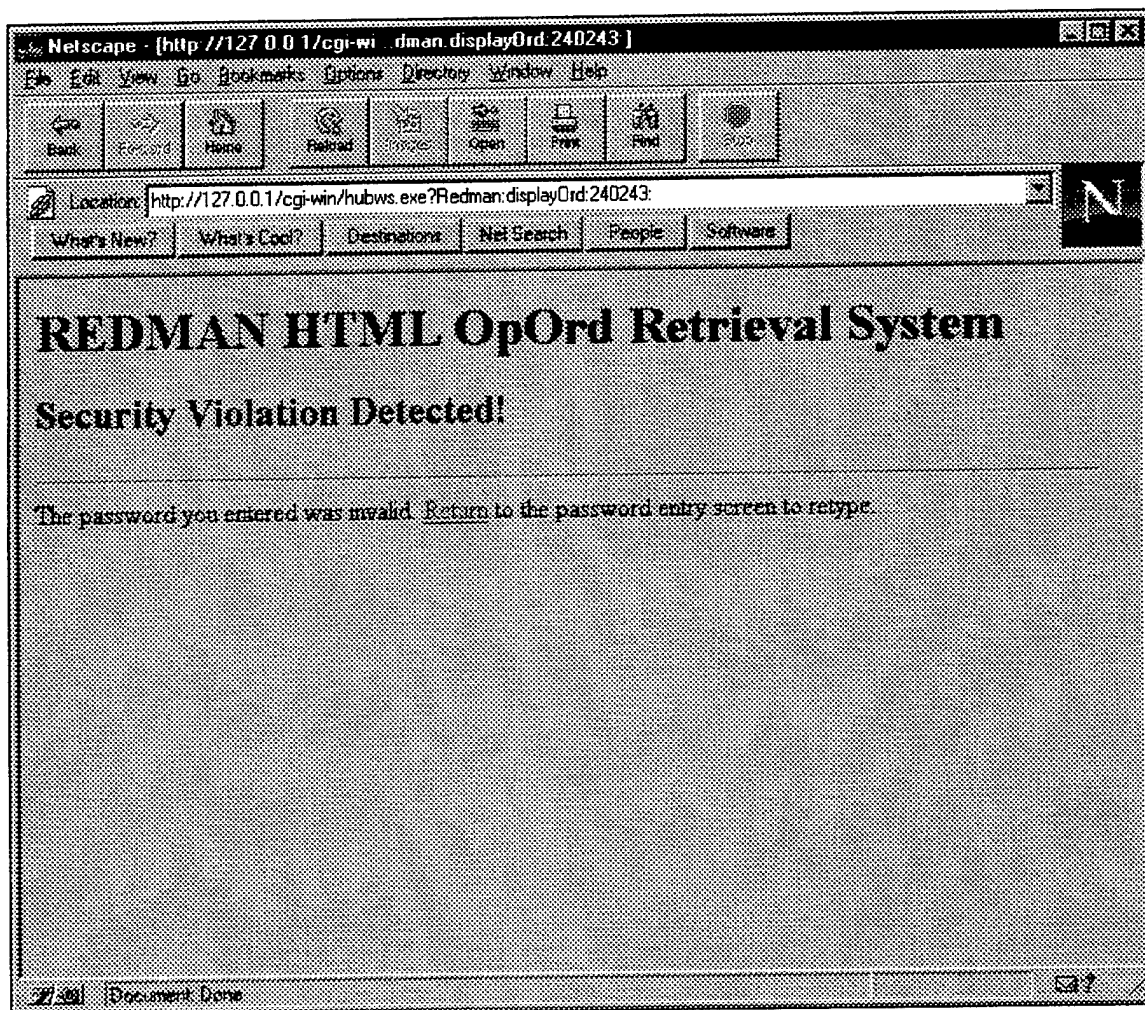 Netscape - [http://127.0.0.1/cgi-wi...dman:displayOrd:240243:]
File Edit View Go Bookmarks Options Directory Window Help
Back Forward Home Reload Images Open Print Find Stop
Location: http://127.0.0.1/cgi-win/hubws.exe?Redman:displayOrd:240243:
N
What's New? What's Cool? Destinations Net Search People Software
REDMAN HTML OpOrd Retrieval System
Security Violation Detected!
The password you entered was invalid. Return to the password entry screen to retype.
Document: Done